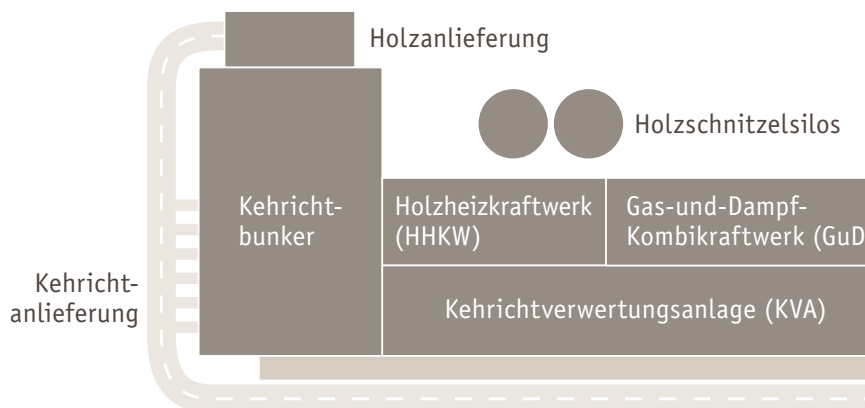 Holzanlieferung
Holzschnitzelsilos
Kehricht-
bunker
Holzheizkraftwerk
(HHKW)
Gas-und-Dampf-
Kombikraftwerk (GuD
Kehricht-
anlieferung
Kehrichtverwertungsanlage (KVA)